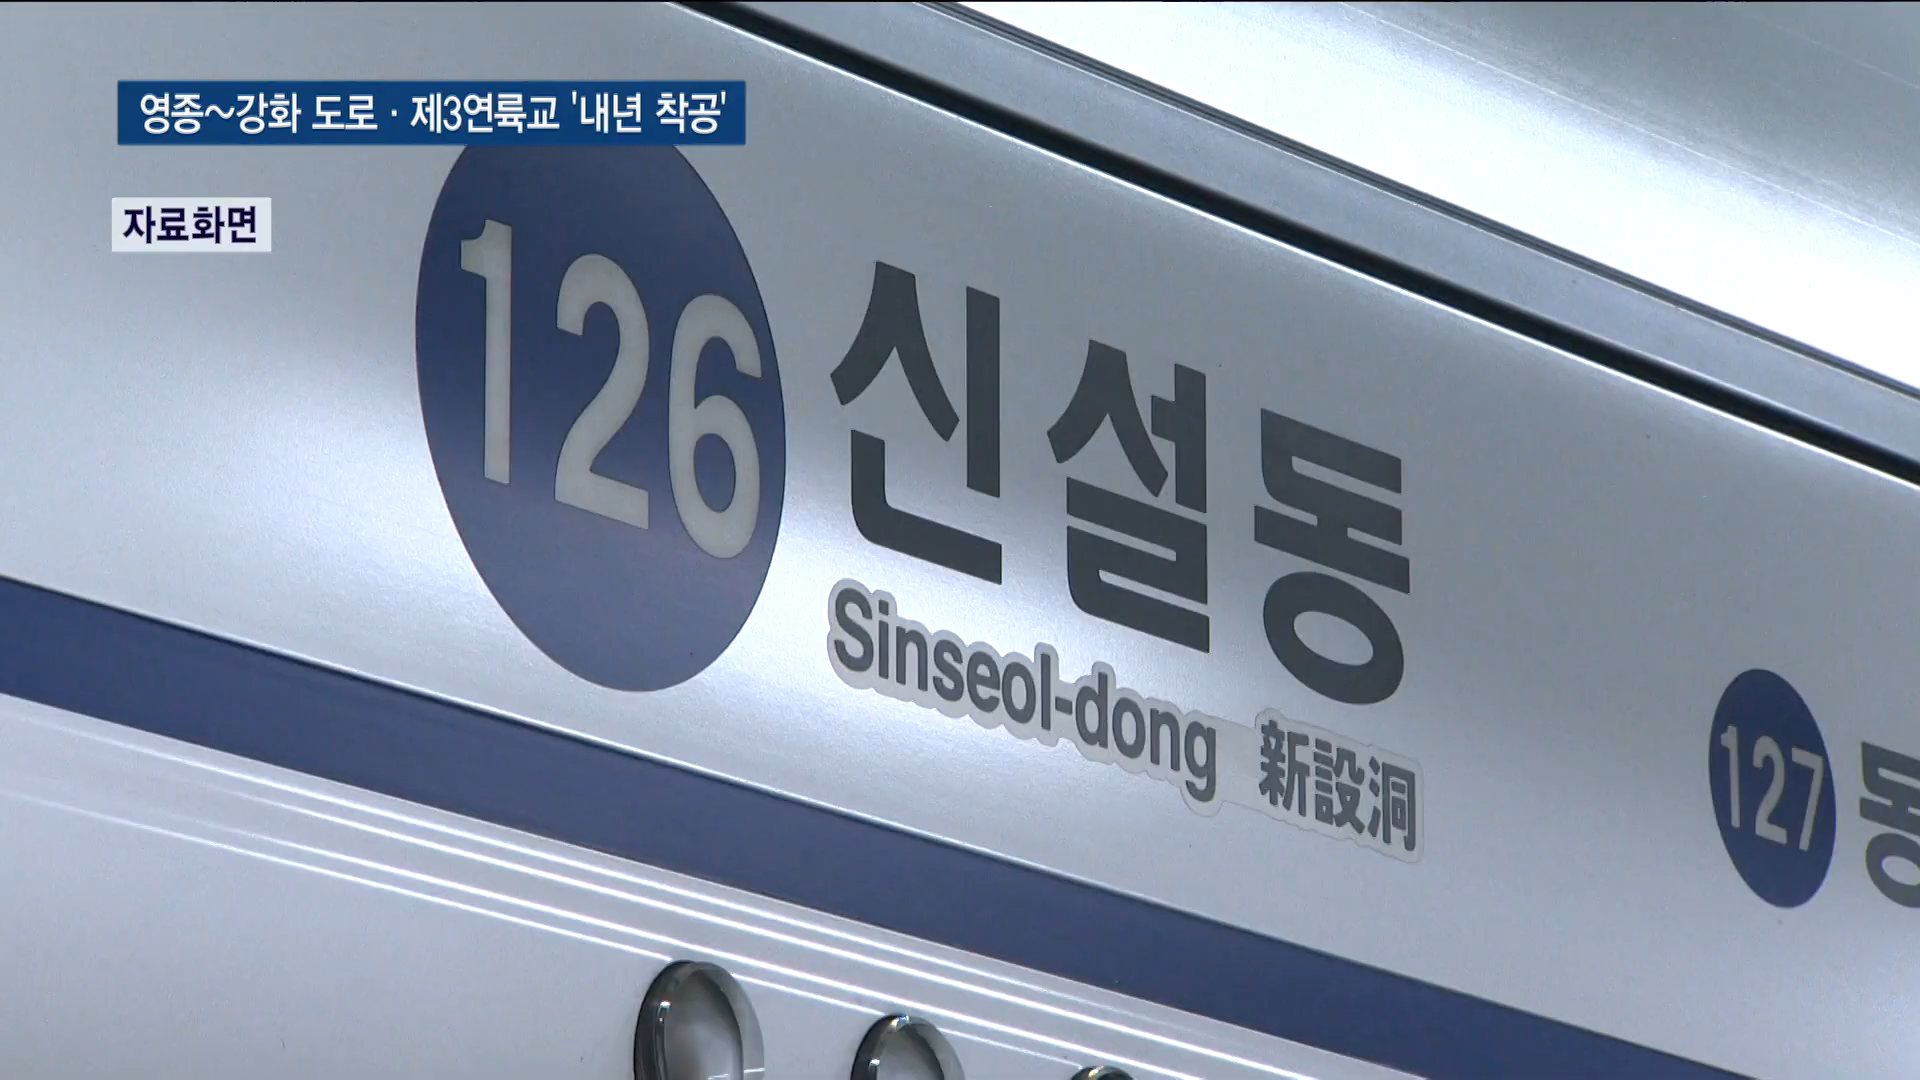 영종~강화 도로·제3연륙교 '내년 착공'
자료화면
126 신설동
Sinseol-dong 新設洞
127 동